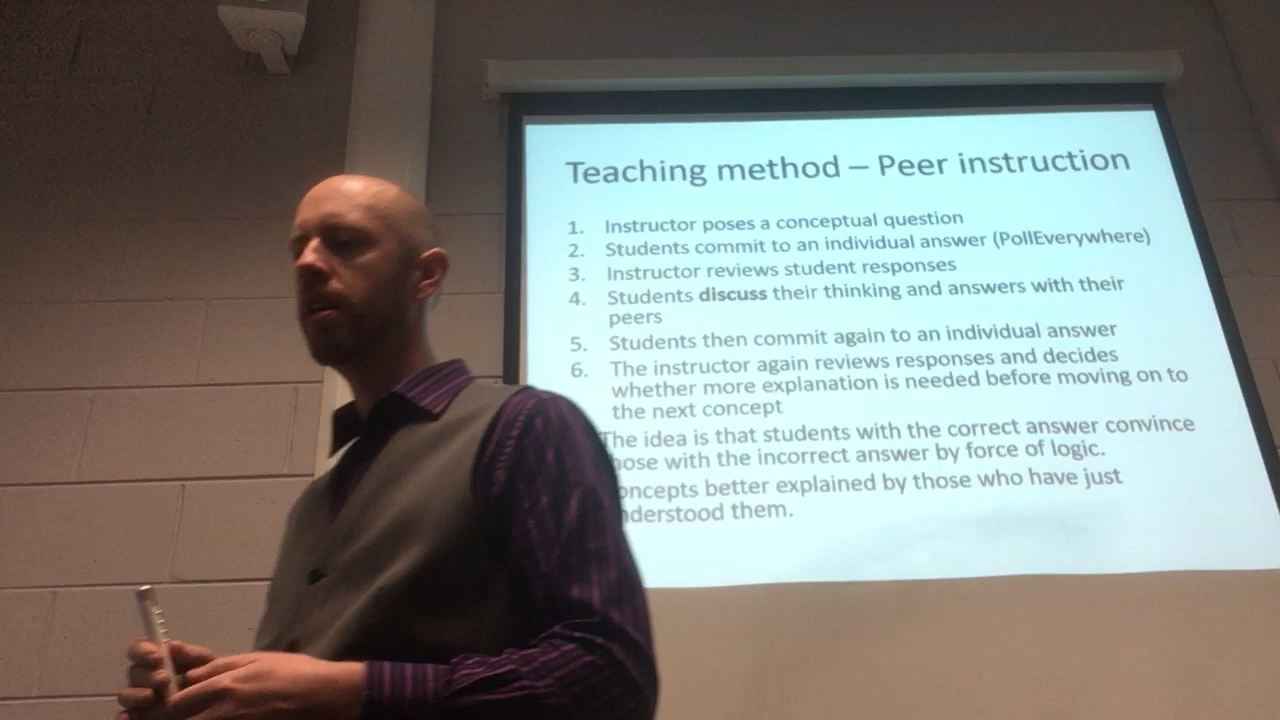 Teaching method – Peer instruction
1. Instructor poses a conceptual question
2. Students commit to an individual answer (PollEverywhere)
3. Instructor reviews student responses
4. Students discuss their thinking and answers with their
peers
5. Students then commit again to an individual answer
6. The instructor again reviews responses and decides
whether more explanation is needed before moving on to
the next concept
The idea is that students with the correct answer convince
hose with the incorrect answer by force of logic.
oncepts better explained by those who have just
nderstood them.